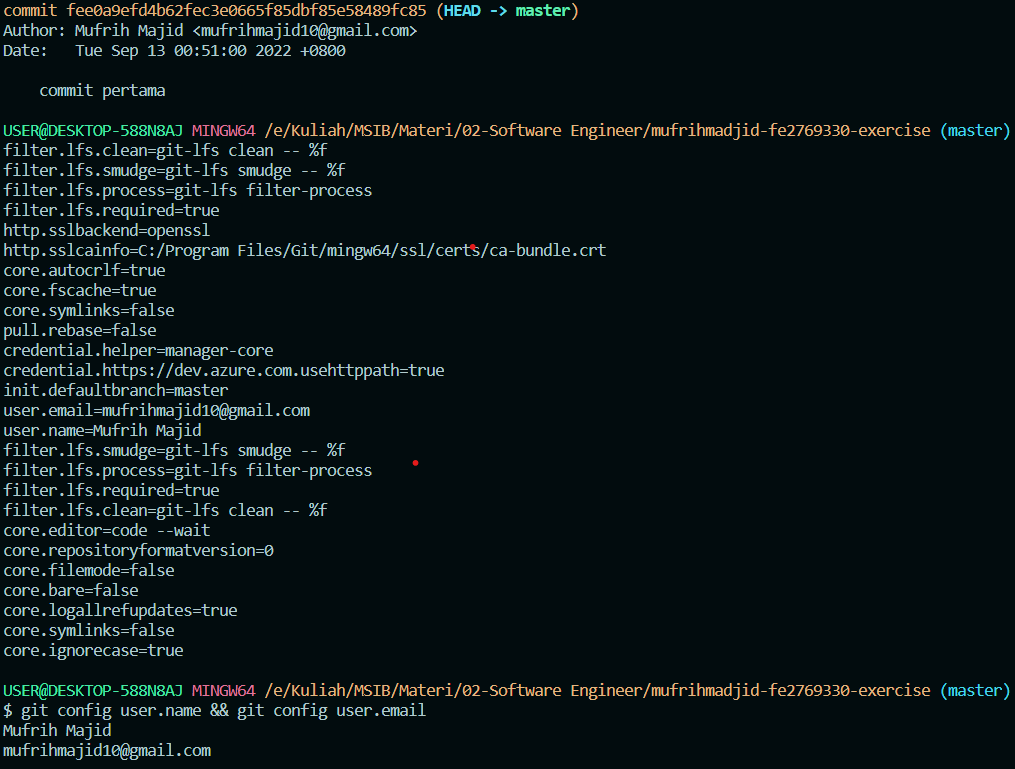 commit fee0a9efd4b62fec3e0665f85dbf85e58489fc85 (HEAD -> master)
Author: Mufrih Majid <mufrihmajid10@gmail.com>
Date:   Tue Sep 13 00:51:00 2022 +0800
    commit pertama
USER@DESKTOP-588N8AJ MINGW64 /e/Kuliah/MSIB/Materi/02-Software Engineer/mufrihmadjid-fe2769330-exercise (master)
filter.lfs.clean=git-lfs clean -- %f
filter.lfs.smudge=git-lfs smudge -- %f
filter.lfs.process=git-lfs filter-process
filter.lfs.required=true
http.sslbackend=openssl
http.sslcainfo=C:/Program Files/Git/mingw64/ssl/certs/ca-bundle.crt
core.autocrlf=true
core.fscache=true
core.symlinks=false
pull.rebase=false
credential.helper=manager-core
credential.https://dev.azure.com.usehttppath=true
init.defaultbranch=master
user.email=mufrihmajid10@gmail.com
user.name=Mufrih Majid
filter.lfs.smudge=git-lfs smudge -- %f
filter.lfs.process=git-lfs filter-process
filter.lfs.required=true
filter.lfs.clean=git-lfs clean -- %f
core.editor=code --wait
core.repositoryformatversion=0
core.filemode=false
core.bare=false
core.logallrefupdates=true
core.symlinks=false
core.ignorecase=true
USER@DESKTOP-588N8AJ MINGW64 /e/Kuliah/MSIB/Materi/02-Software Engineer/mufrihmadjid-fe2769330-exercise (master)
$ git config user.name && git config user.email
Mufrih Majid
mufrihmajid10@gmail.com